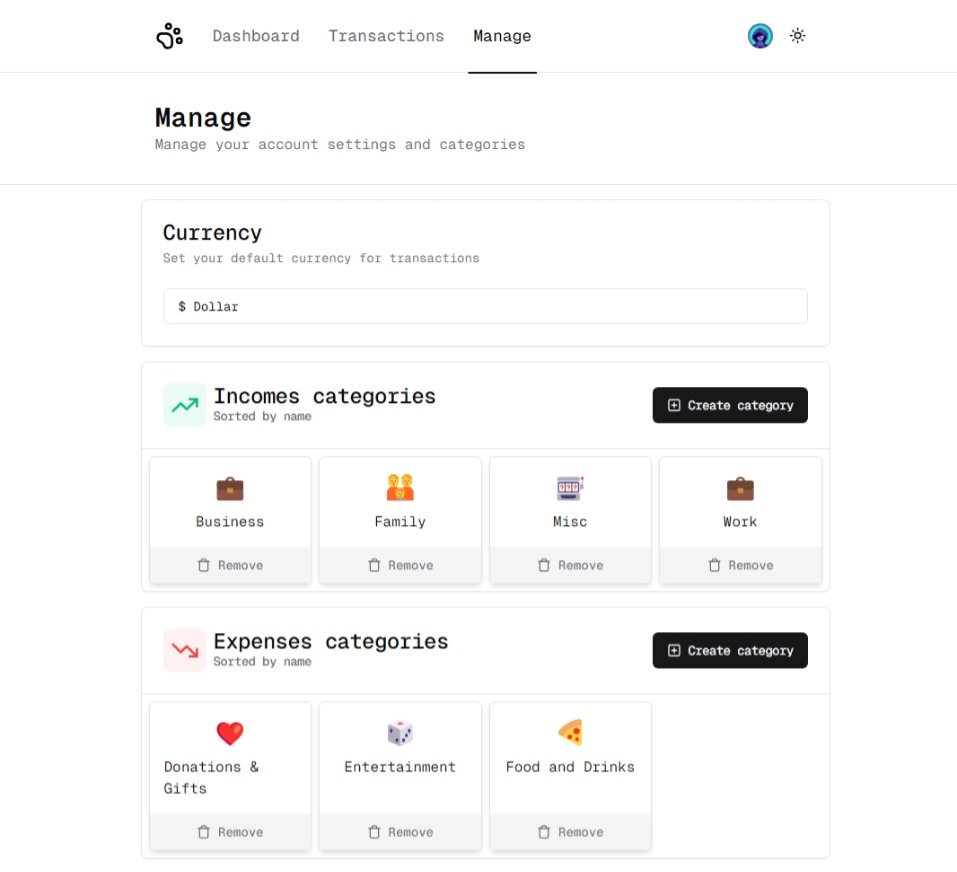 Dashboard Transactions Manage
Manage
Manage your account settings and categories
Currency
Set your default currency for transactions
$ Dollar
Incomes categories
Sorted by name
Create category
Business Family Misc Work
Remove Remove Remove Remove
Expenses categories
Sorted by name
Create category
Donations & Entertainment Food and Drinks
Gifts
Remove Remove Remove